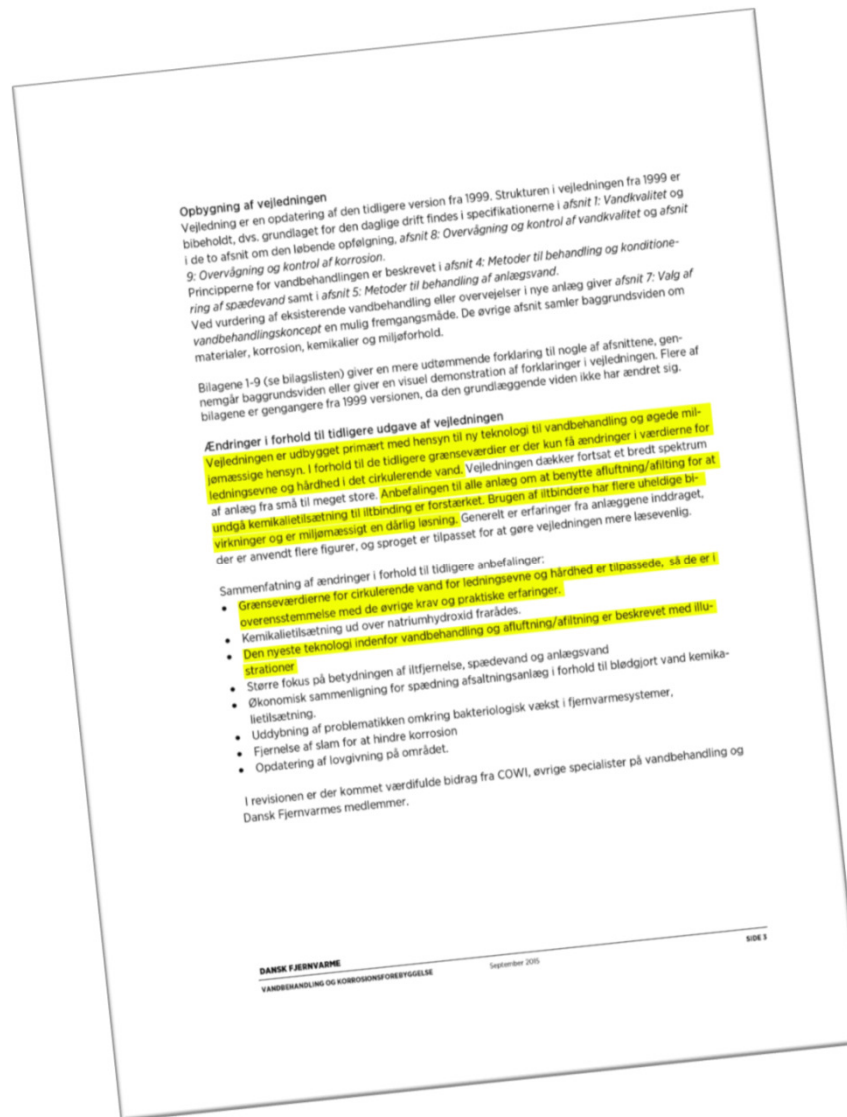 Opbygning af vejledningen
Vejledning er en opdatering af den tidligere version fra 1999. Strukturen i vejledningen fra 1999 er
bibeholdt, dvs. grundlaget for den daglige drift findes i specifikationerne i afsnit 1: Vandkvalitet og
i de to afsnit om den løbende opfølgning, afsnit 8: Overvågning og kontrol af vandkvalitet og afsnit
9: Overvågning og kontrol af korrosion.
Principperne for vandbehandlingen er beskrevet i afsnit 4: Metoder til behandling og konditione-
ring af spædevand samt i afsnit 5: Metoder til behandling af anlægsvand.
Ved vurdering af eksisterende vandbehandling eller overvejelser i nye anlæg giver afsnit 7: Valg af
vandbehandlingskoncept en mulig fremgangsmåde. De øvrige afsnit samler baggrundsviden om
materialer, korrosion, kemikalier og miljøforhold.
Bilagene 1-9 (se bilagslisten) giver en mere udtømmende forklaring til nogle af afsnittene, gen-
nemgår baggrundsviden eller giver en visuel demonstration af forklaringer i vejledningen. Flere af
bilagene er gengangere fra 1999 versionen, da den grundlæggende viden ikke har ændret sig.
Ændringer i forhold til tidligere udgave af vejledningen
Vejledningen er udbygget primært med hensyn til ny teknologi til vandbehandling og øgede mil-
jømæssige hensyn. I forhold til de tidligere grænseværdier er der kun få ændringer i værdierne for
ledningsevne og hårdhed i det cirkulerende vand. Vejledningen dækker fortsat et bredt spektrum
af anlæg fra små til meget store. Anbefalingen til alle anlæg om at benytte afluftning/afilting for at
undgå kemikalietilsætning til iltbinding er forstærket. Brugen af iltbindere har flere uheldige bi-
virkninger og er miljømæssigt en dårlig løsning. Generelt er erfaringer fra anlæggene inddraget,
der er anvendt flere figurer, og sproget er tilpasset for at gøre vejledningen mere læsevenlig.
Sammenfatning af ændringer i forhold til tidligere anbefalinger:
• Grænseværdierne for cirkulerende vand for ledningsevne og hårdhed er tilpassede, så de er i
overensstemmelse med de øvrige krav og praktiske erfaringer.
• Kemikalietilsætning ud over natriumhydroxid frarådes.
• Den nyeste teknologi indenfor vandbehandling og afluftning/afiltning er beskrevet med illu-
strationer
• Større fokus på betydningen af iltfjernelse, spædevand og anlægsvand
• Økonomisk sammenligning for spædning afsaltningsanlæg i forhold til blødgjort vand kemika-
lietilsætning.
• Uddybning af problematikken omkring bakteriologisk vækst i fjernvarmesystemer,
• Fjernelse af slam for at hindre korrosion
• Opdatering af lovgivning på området.
I revisionen er der kommet værdifulde bidrag fra COWI, øvrige specialister på vandbehandling og
Dansk Fjernvarmes medlemmer.
DANSK FJERNVARME
SIDE 3
VANDBEHANDLING OG KORROSIONSFOREBYGGELSE
September 2015